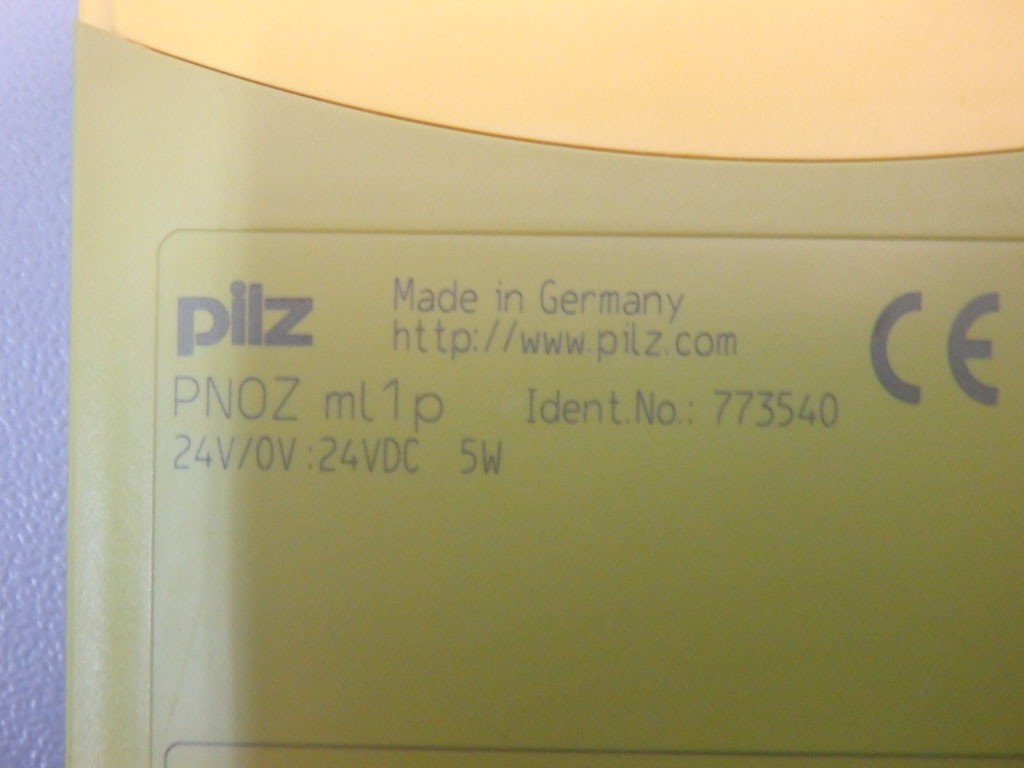 pilz
Made in Germany
http://www.pilz.com
CE
PNOZ ml1p Ident.No.: 773540
24V/0V:24VDC 5W